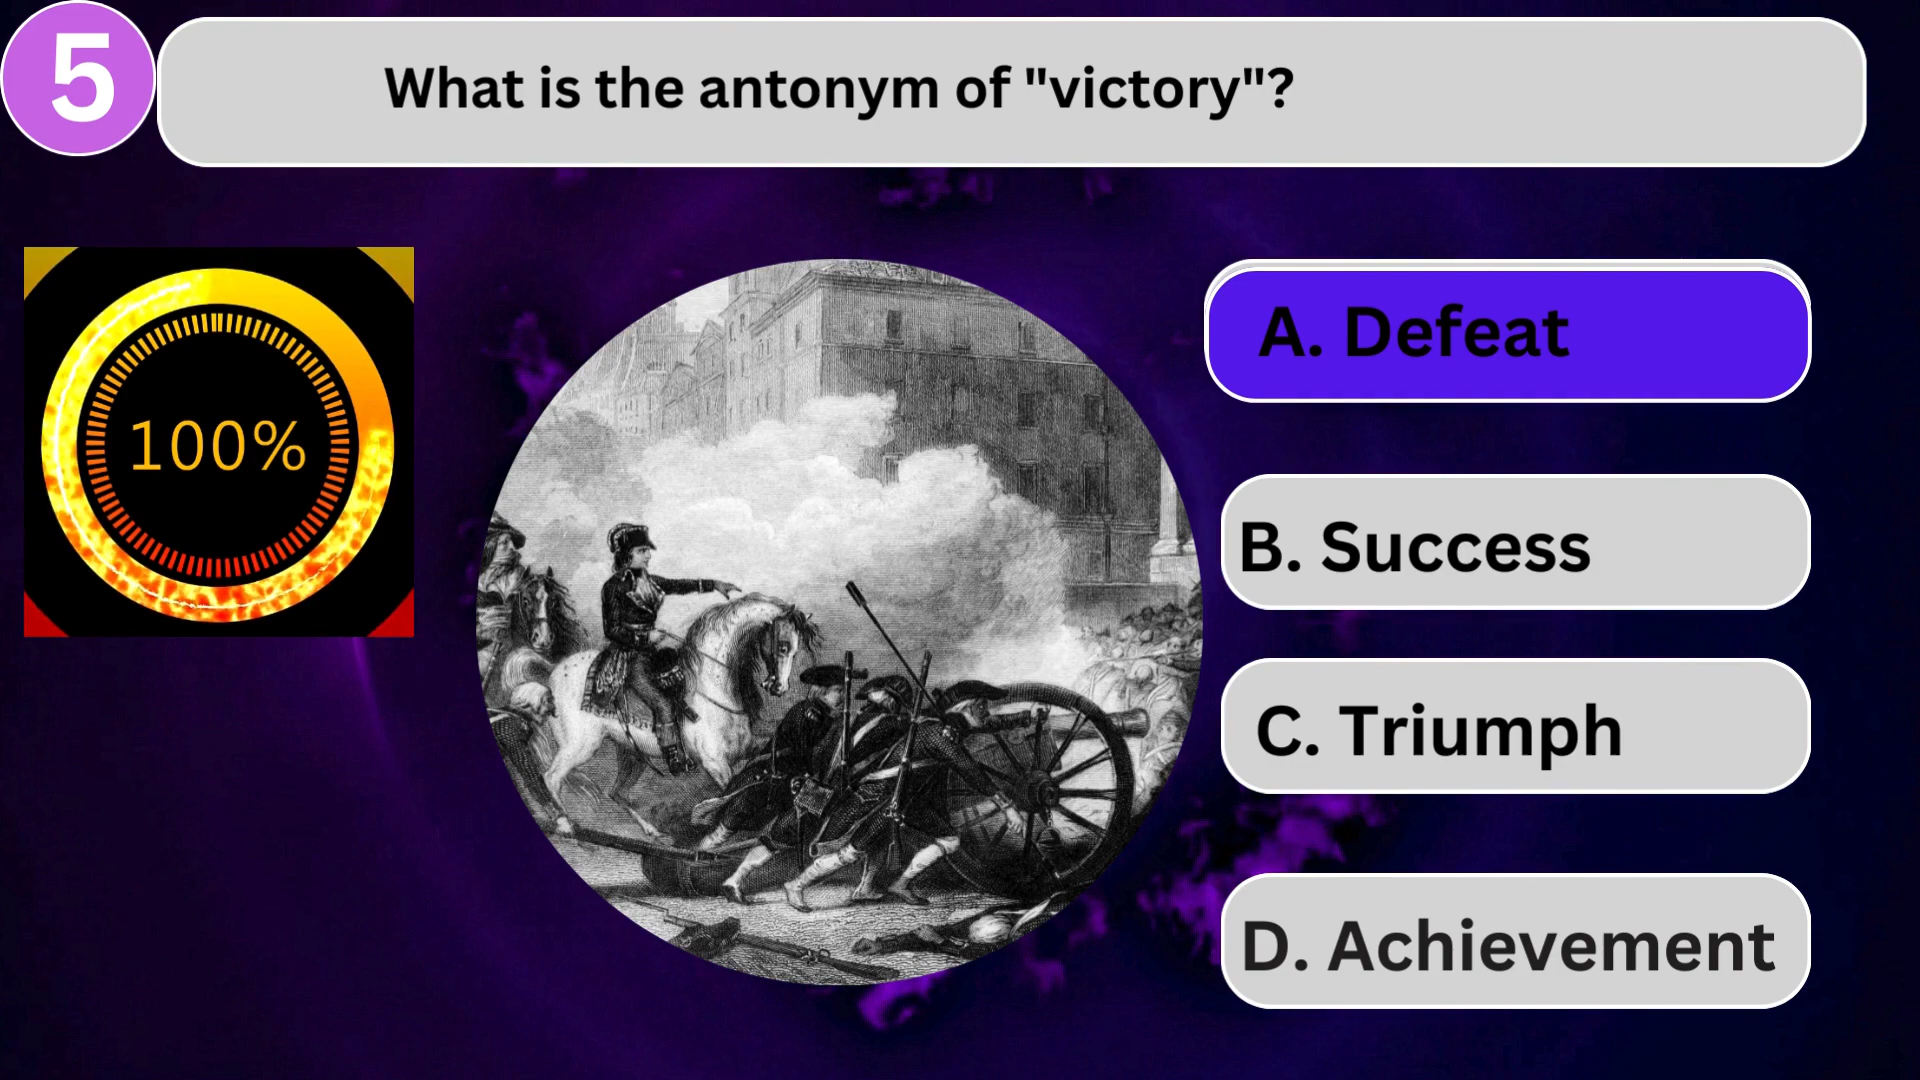 5
What is the antonym of "victory"?
100%
A. Defeat
B. Success
C. Triumph
D. Achievement